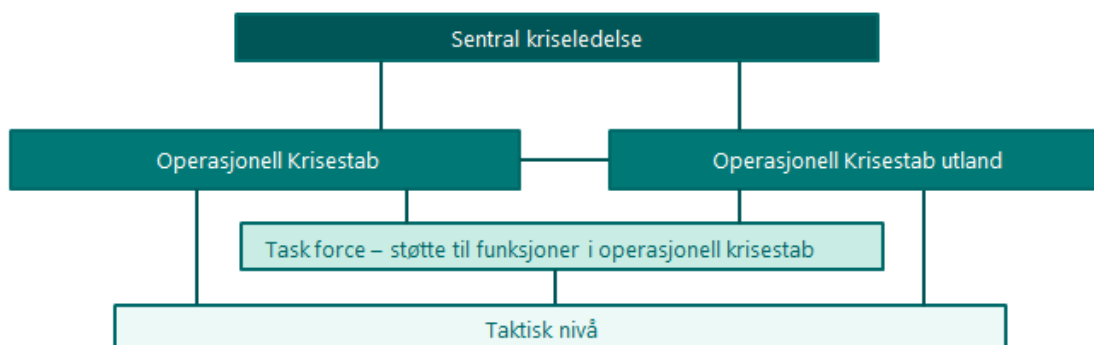 Sentral kriseledelse
Operasjonell Krisestab
Operasjonell Krisestab utland
Task force – støtte til funksjoner i operasjonell krisestab
Taktisk nivå